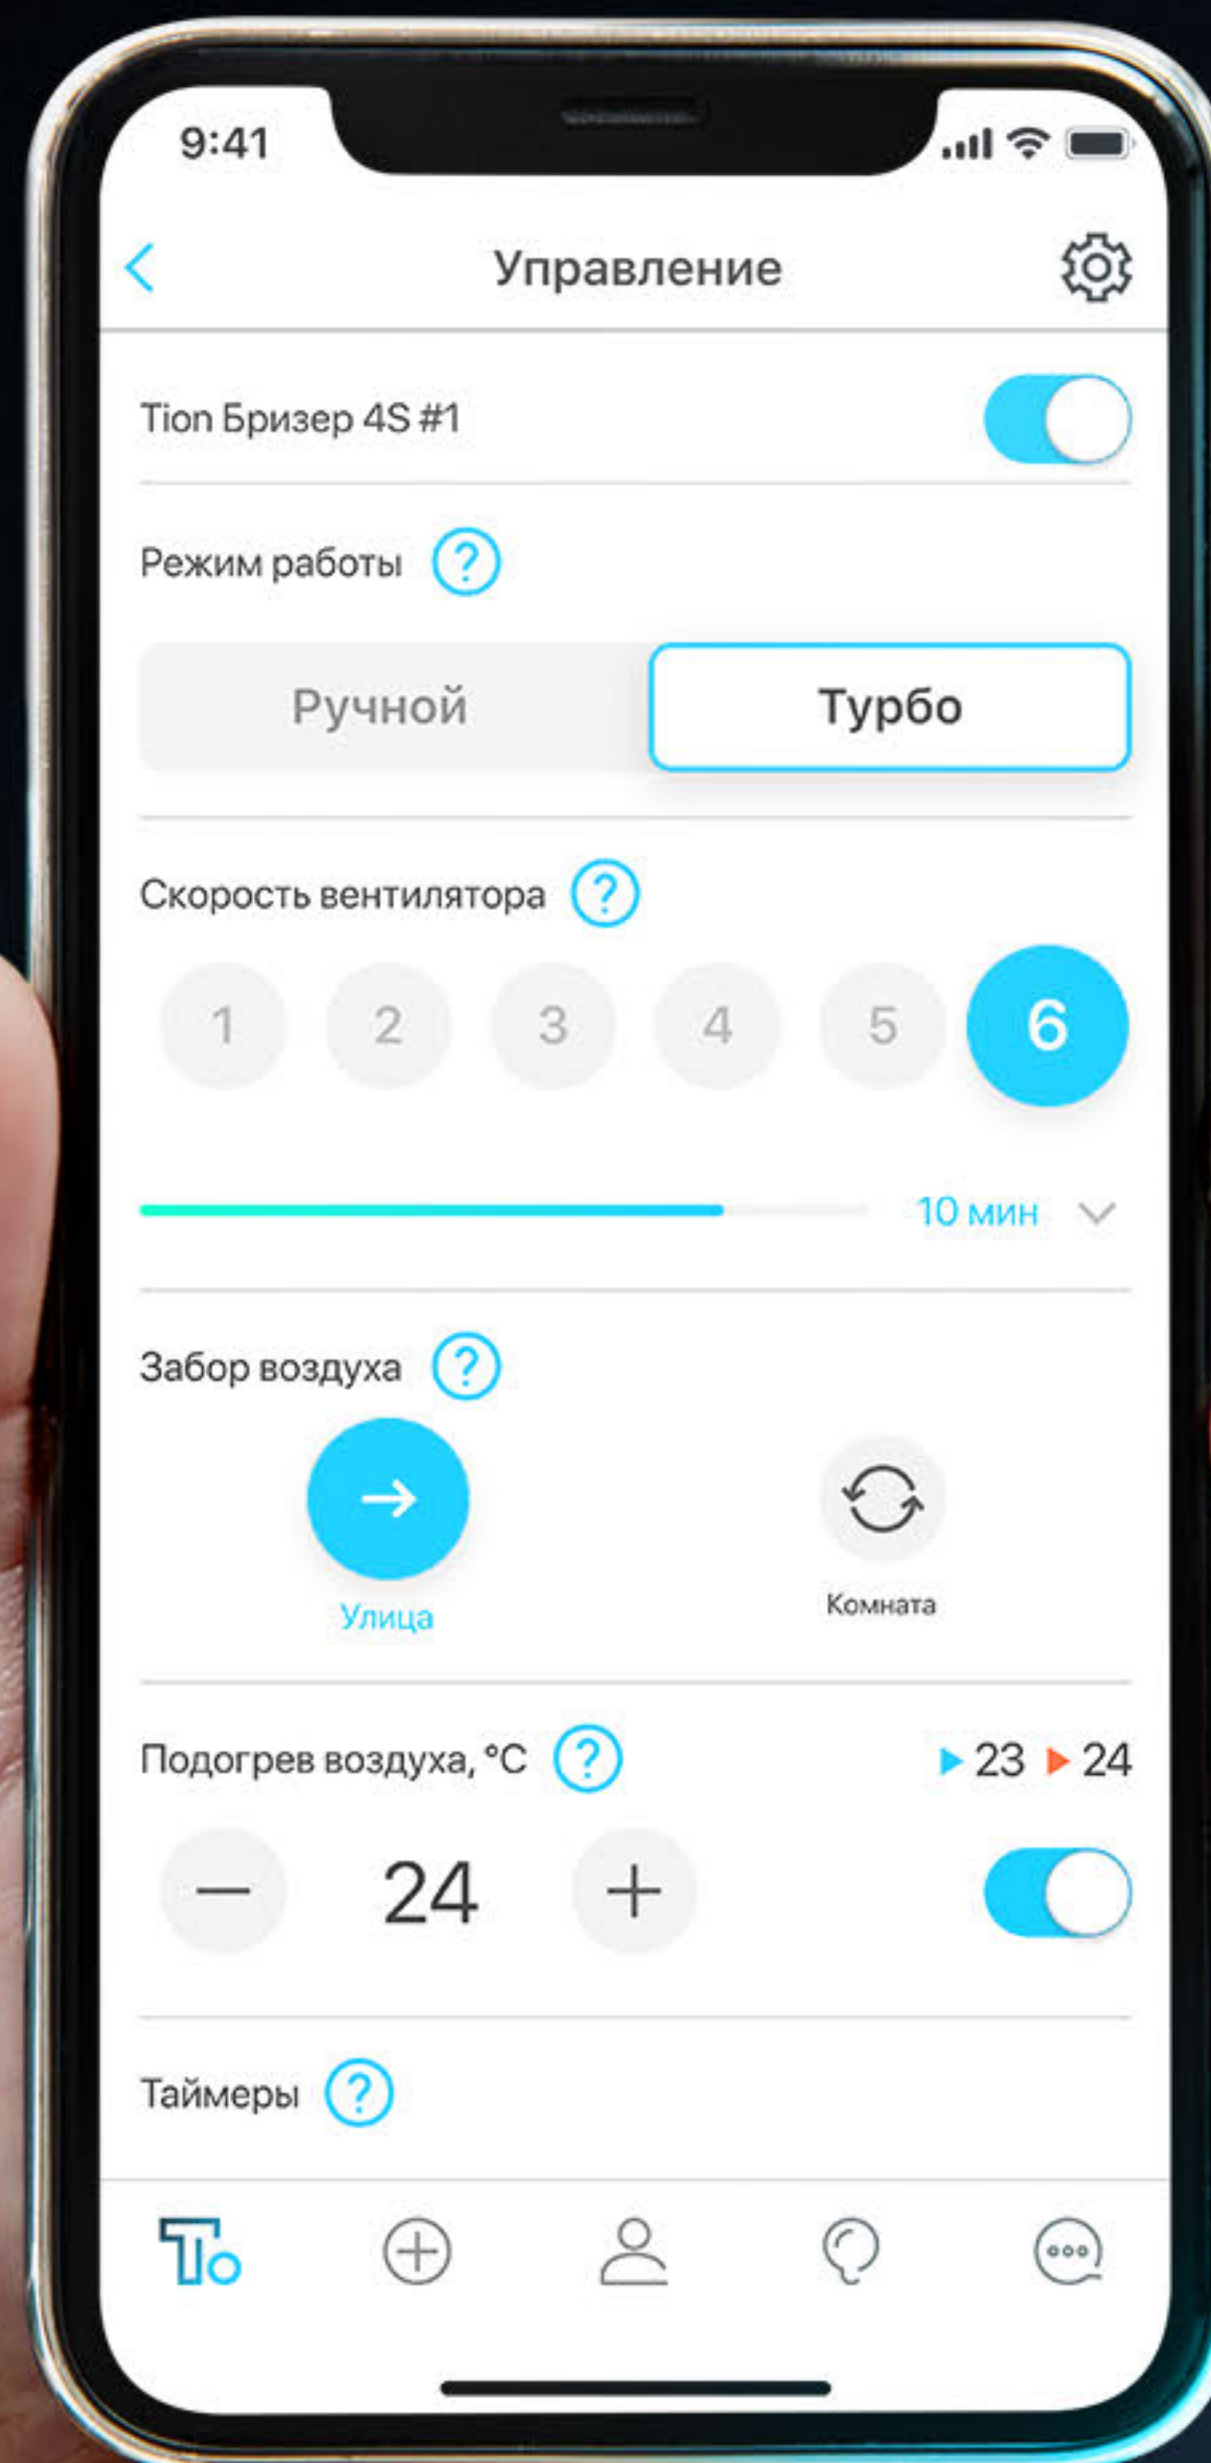 9:41
Управление
Tion Бризер 4S #1
Режим работы ?
Ручной Турбо
Скорость вентилятора ?
1 2 3 4 5 6
10 мин
Забор воздуха ?
Улица Комната
Подогрев воздуха, °C ? 23 24
24
Таймеры ?